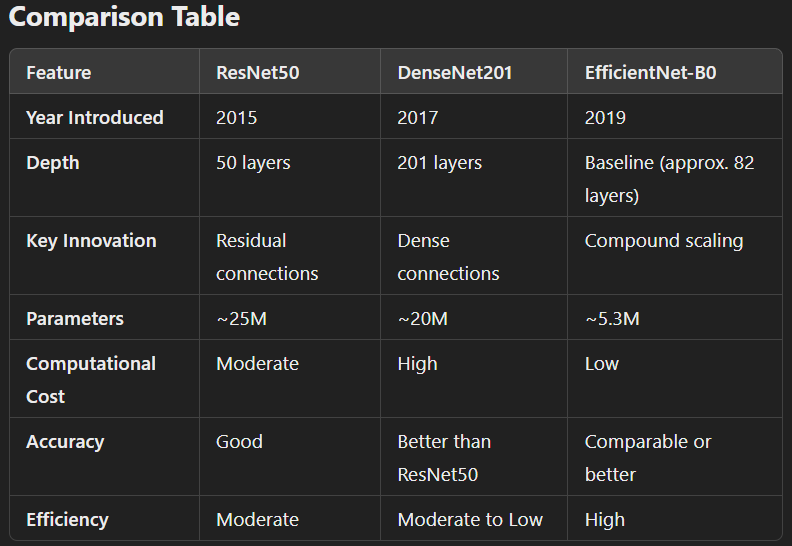 Comparison Table
Feature ResNet50 DenseNet201 EfficientNet-B0
Year Introduced 2015 2017 2019
Depth 50 layers 201 layers Baseline (approx. 82
layers)
Key Innovation Residual Dense Compound scaling
connections connections
Parameters ~25M ~20M ~5.3M
Computational Moderate High Low
Cost
Accuracy Good Better than Comparable or
ResNet50 better
Efficiency Moderate Moderate to Low High